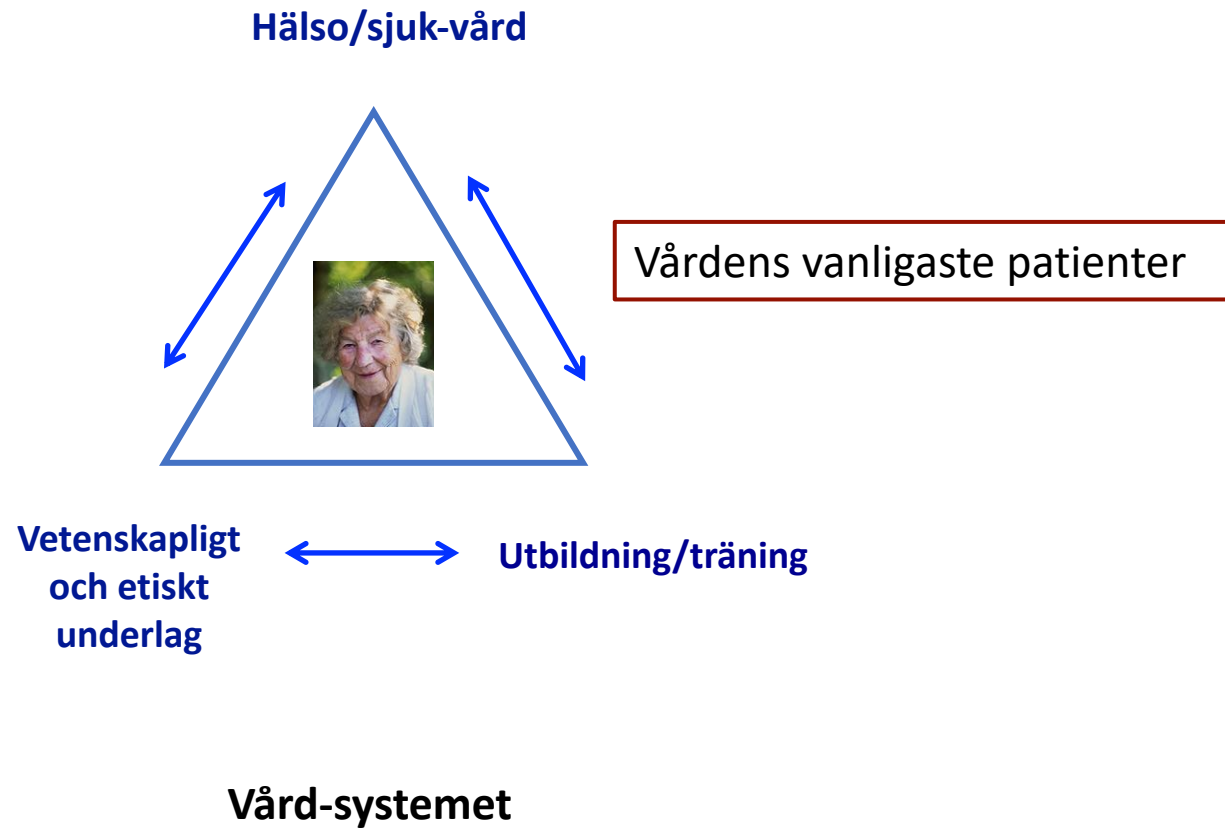 Hälso/sjuk-vård
Vårdens vanligaste patienter
Vetenskapligt
och etiskt
underlag
Utbildning/träning
Vård-systemet